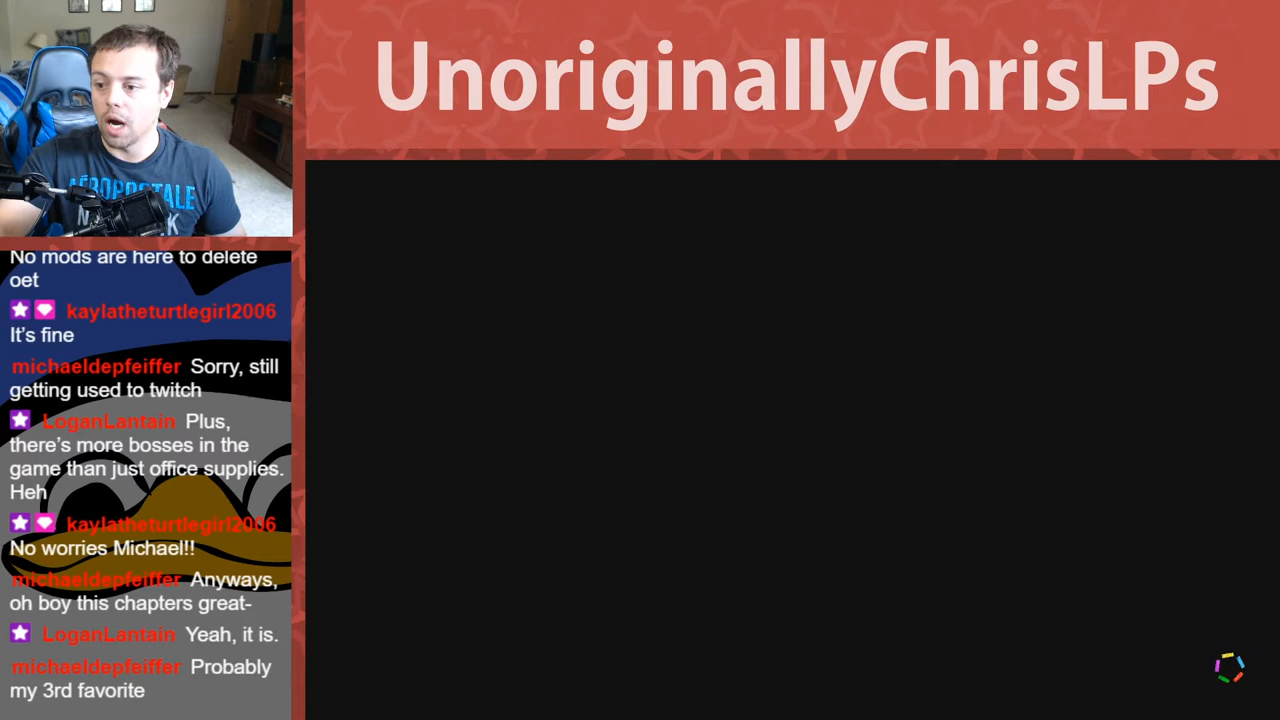 UnoriginallyChrisLPs
AÉROPOSTALE
No mods are here to delete
oet
kaylatheturtlegirl2006
It's fine
michaeldepfeiffer Sorry, still
getting used to twitch
LoganLantain Plus,
there's more bosses in the
game than just office supplies.
Heh
kaylatheturtlegirl2006
No worries Michael!!
michaeldepfeiffer Anyways,
oh boy this chapters great-
LoganLantain Yeah, it is.
michaeldepfeiffer Probably
my 3rd favorite